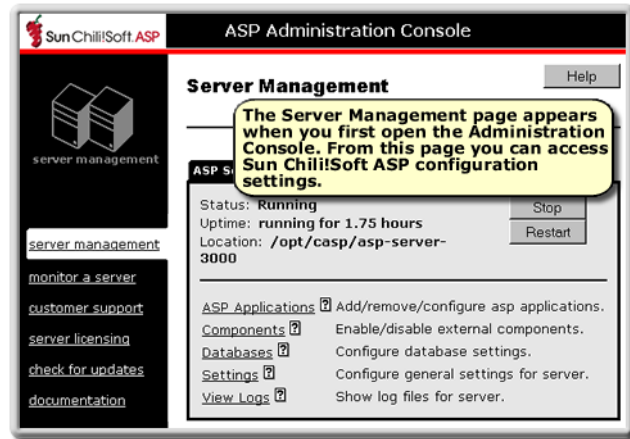 Sun Chili!Soft.ASP
ASP Administration Console
Server Management
Help
The Server Management page appears
when you first open the Administration
Console. From this page you can access
Sun Chili!Soft ASP configuration
settings.
server management
ASP S
Status: Running
Stop
Uptime: running for 1.75 hours
Restart
Location: /opt/casp/asp-server-
3000
server management
monitor a server
customer support
server licensing
check for updates
documentation
ASP Applications ? Add/remove/configure asp applications.
Components ? Enable/disable external components.
Databases ? Configure database settings.
Settings ? Configure general settings for server.
View Logs ? Show log files for server.